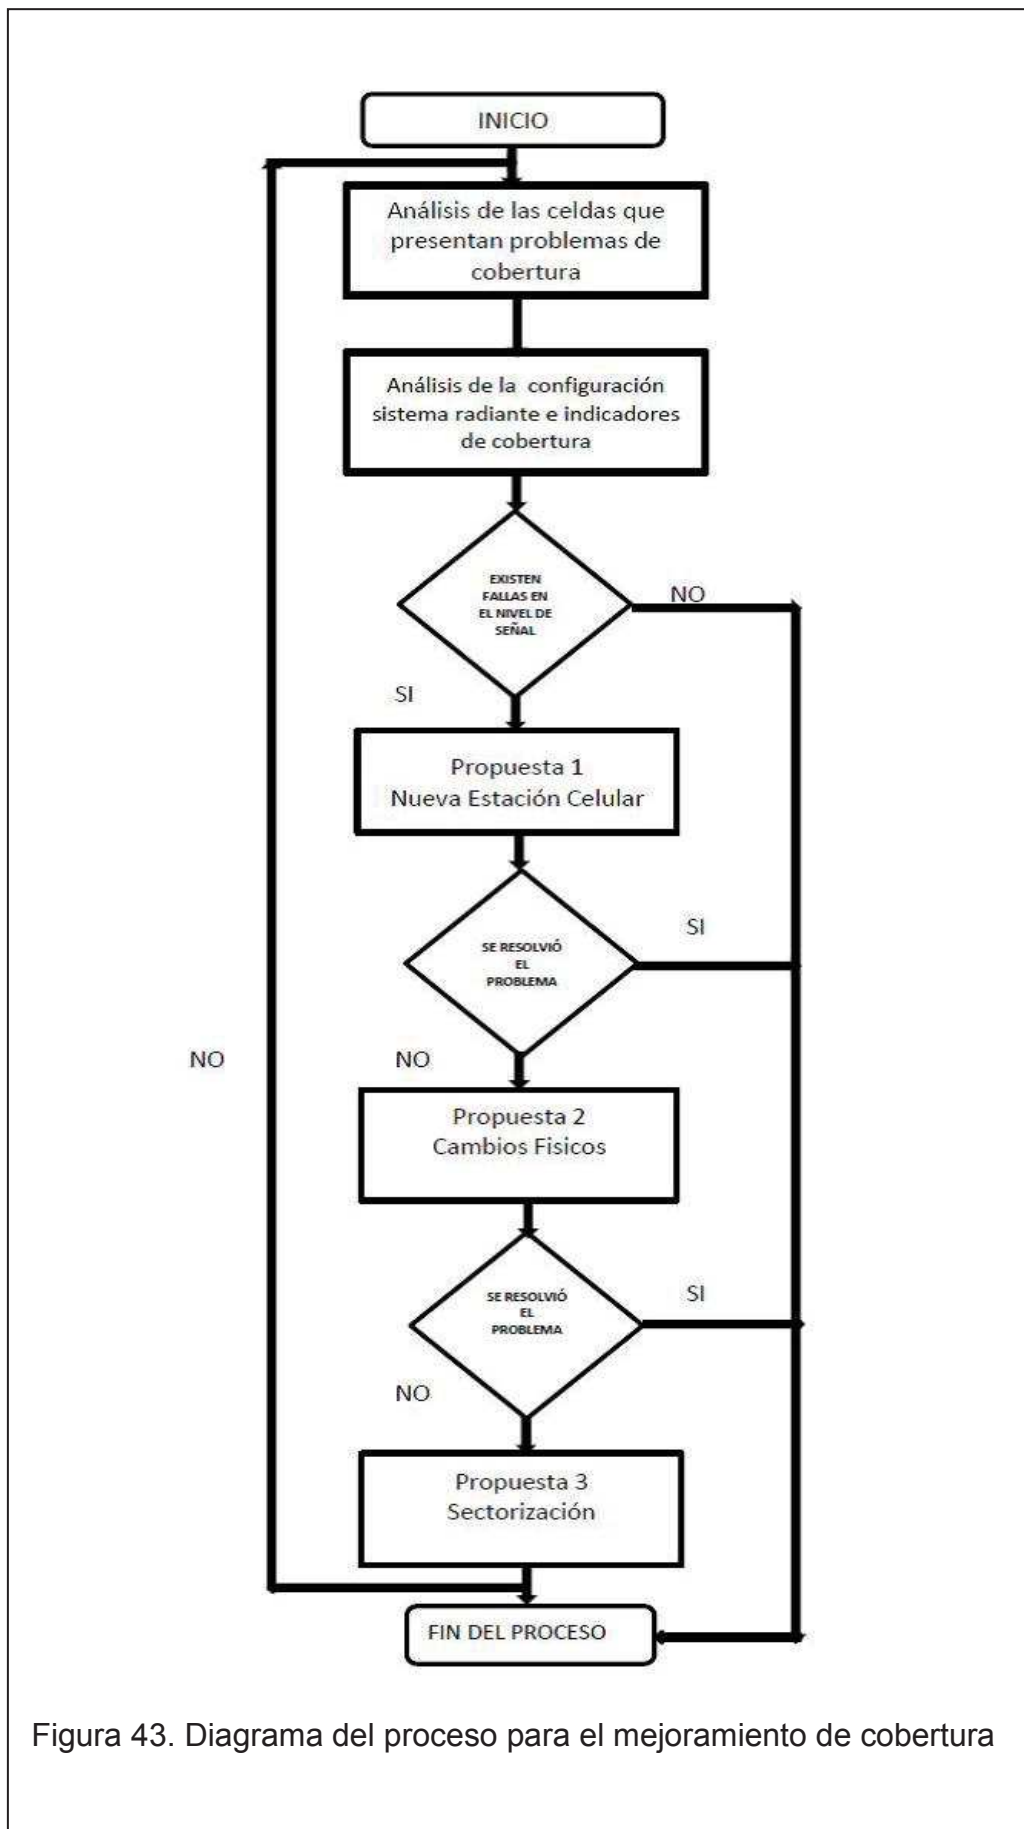 INICIO
Análisis de las celdas que
presentan problemas de
cobertura
Análisis de la configuración
sistema radiante e indicadores
de cobertura
EXISTEN
FALLAS EN
EL NIVEL DE
SEÑAL
NO
SI
Propuesta 1
Nueva Estación Celular
SE RESOLVIÓ
EL
PROBLEMA
SI
NO
NO
Propuesta 2
Cambios Fisicos
SE RESOLVIÓ
EL
PROBLEMA
SI
NO
Propuesta 3
Sectorización
FIN DEL PROCESO
Figura 43. Diagrama del proceso para el mejoramiento de cobertura